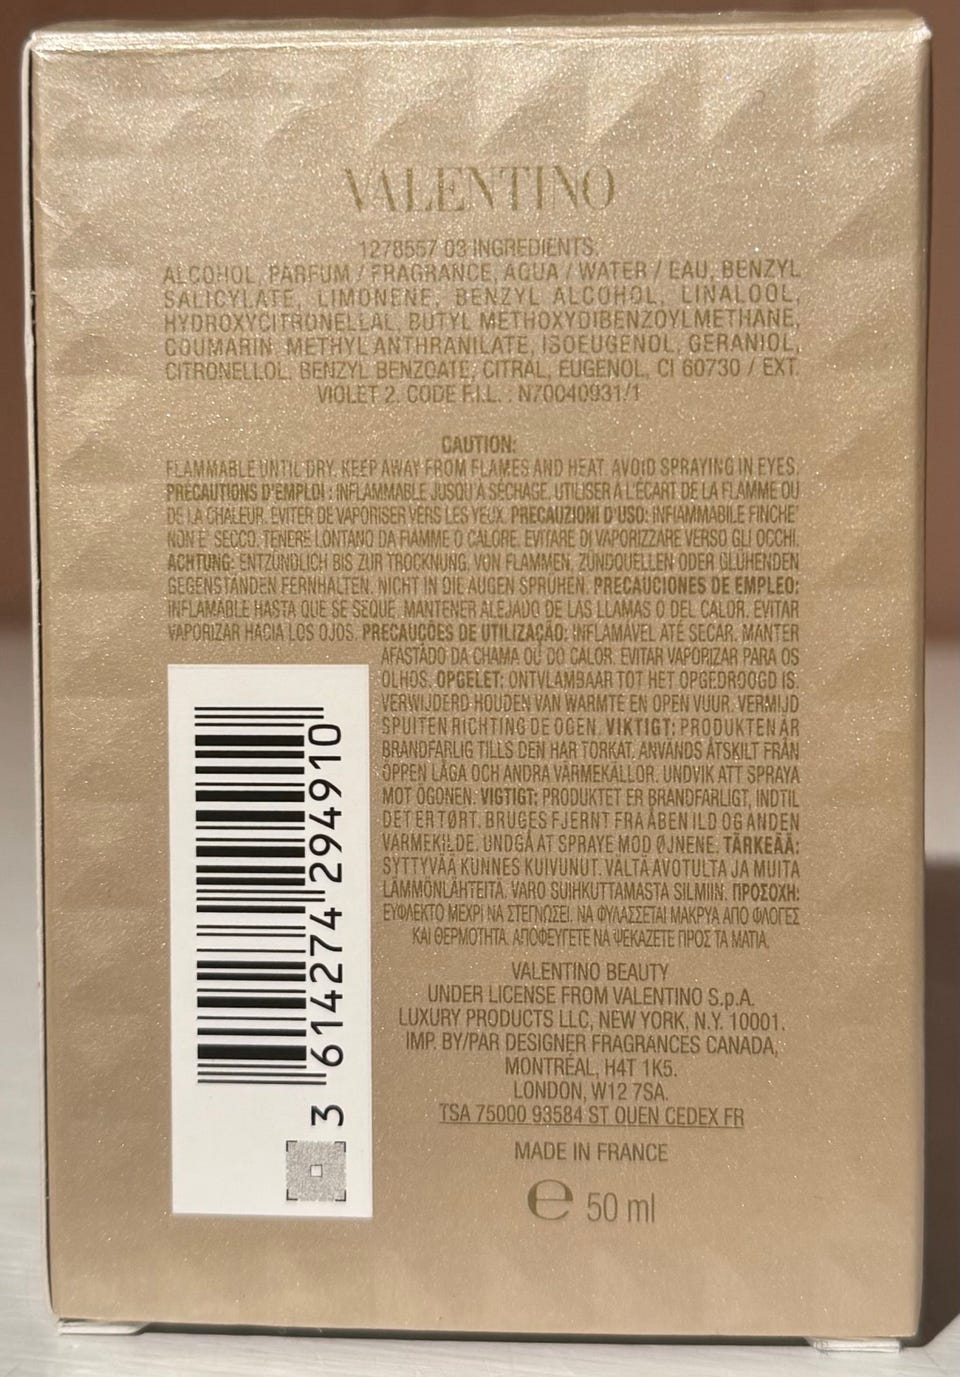 VALENTINO
1278557 03 INGREDIENTS:
ALCOHOL, PARFUM / FRAGRANCE, AQUA / WATER / EAU, BENZYL
SALICYLATE, LIMONENE, BENZYL ALCOHOL, LINALOOL,
HYDROXYCITRONELLAL, BUTYL METHOXYDIBENZOYLMETHANE,
COUMARIN, METHYL ANTHRANILATE, ISOEUGENOL, GERANIOL,
CITRONELLOL, BENZYL BENZOATE, CITRAL, EUGENOL, CI 60730 / EXT.
VIOLET 2. CODE F.I.L. : N70040931/1
CAUTION:
FLAMMABLE UNTIL DRY. KEEP AWAY FROM FLAMES AND HEAT. AVOID SPRAYING IN EYES.
PRECAUTIONS D'EMPLOI : INFLAMMABLE JUSQU'À SÉCHAGE. UTILISER À L'ÉCART DE LA FLAMME OU
DE LA CHALEUR. EVITER DE VAPORISER VERS LES YEUX. PRECAUZIONI D'USO: INFIAMMABILE FINCHE'
NON E' SECCO. TENERE LONTANO DA FIAMME O CALORE. EVITARE DI VAPORIZZARE VERSO GLI OCCHI.
ACHTUNG: ENTZÜNDLICH BIS ZUR TROCKNUNG. VON FLAMMEN, ZÜNDQUELLEN ODER GLÜHENDEN
GEGENSTÄNDEN FERNHALTEN. NICHT IN DIE AUGEN SPRÜHEN. PRECAUCIONES DE EMPLEO:
INFLAMABLE HASTA QUE SE SEQUE. MANTENER ALEJADO DE LAS LLAMAS O DEL CALOR. EVITAR
VAPORIZAR HACIA LOS OJOS. PRECAUCÕES DE UTILIZAÇÃO: INFLAMÁVEL ATÉ SECAR. MANTER
AFASTADO DA CHAMA OU DO CALOR. EVITAR VAPORIZAR PARA OS
OLHOS. OPGELET: ONTVLAMBAAR TOT HET OPGEDROOGD IS.
VERWIJDERD HOUDEN VAN WARMTE EN OPEN VUUR. VERMIJD
SPUITEN RICHTING DE OGEN. VIKTIGT: PRODUKTEN ÄR
BRANDFARLIG TILLS DEN HAR TORKAT. ANVÄNDS ÅTSKILT FRÅN
ÖPPEN LÅGA OCH ANDRA VÄRMEKÄLLOR. UNDVIK ATT SPRAYA
MOT ÖGONEN. VIGTIGT: PRODUKTET ER BRANDFARLIGT, INDTIL
DET ER TØRT. BRUGES FJERNT FRA ÅBEN ILD OG ANDEN
VARMEKILDE. UNDGÅ AT SPRAYE MOD ØJNENE. TÄRKEÄÄ:
SYTTYVÄÄ KUNNES KUIVUNUT. VÄLTÄ AVOTULTA JA MUITA
LÄMMÖNLÄHTEITÄ. VARO SUIHKUTTAMASTA SILMIIN. ΠΡΟΣΟΧΗ:
ΕΥΦΛΕΚΤΟ ΜΕΧΡΙ ΝΑ ΣΤΕΓΝΩΣΕΙ. ΝΑ ΦΥΛΑΣΣΕΤΑΙ ΜΑΚΡΥΑ ΑΠΟ ΦΛΟΓΕΣ
ΚΑΙ ΘΕΡΜΟΤΗΤΑ. ΑΠΟΦΕΥΓΕΤΕ ΝΑ ΨΕΚΑΖΕΤΕ ΠΡΟΣ ΤΑ ΜΑΤΙΑ.
3 614274 294910
VALENTINO BEAUTY
UNDER LICENSE FROM VALENTINO S.p.A.
LUXURY PRODUCTS LLC, NEW YORK, N.Y. 10001.
IMP. BY/PAR DESIGNER FRAGRANCES CANADA,
MONTRÉAL, H4T 1K5.
LONDON, W12 7SA.
TSA 75000 93584 ST OUEN CEDEX FR
MADE IN FRANCE
℮ 50 ml